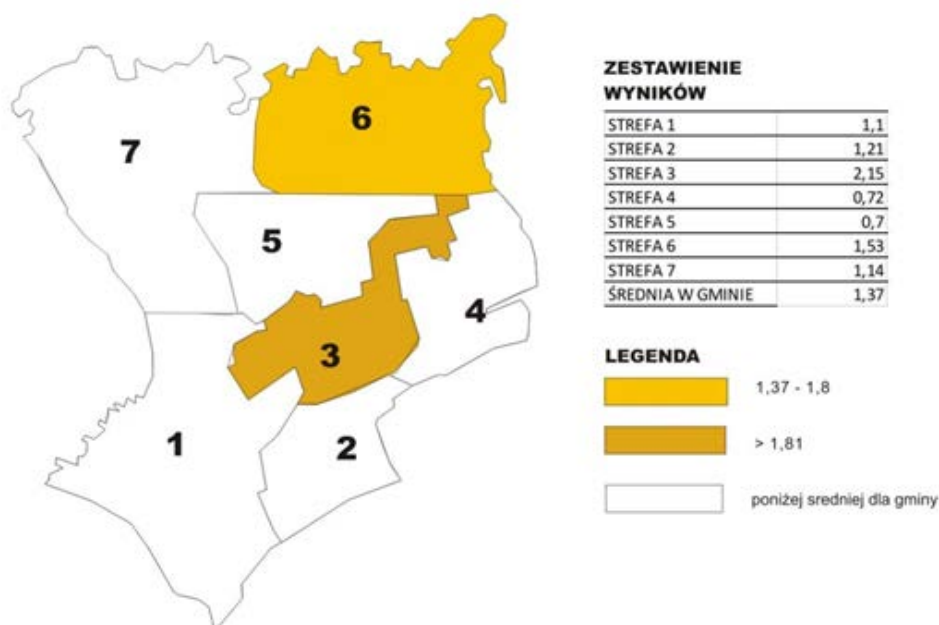 6
7
5
4
3
1
2
ZESTAWIENIE
WYNIKÓW
STREFA 1 1,1
STREFA 2 1,21
STREFA 3 2,15
STREFA 4 0,72
STREFA 5 0,7
STREFA 6 1,53
STREFA 7 1,14
ŚREDNIA W GMINIE 1,37
LEGENDA
1,37 - 1,8
> 1,81
poniżej sredniej dla gminy